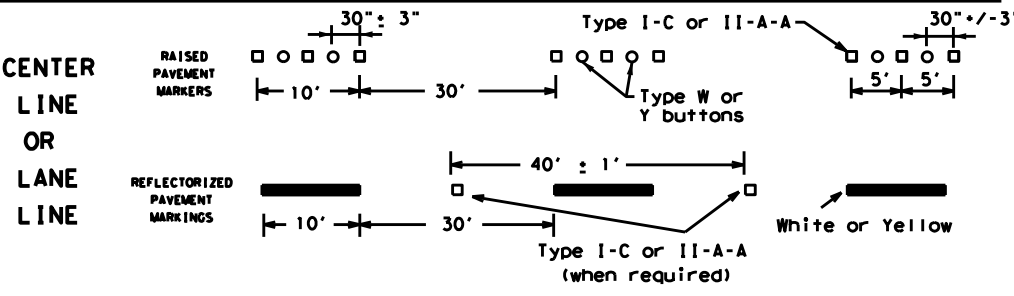 30"± 3"
Type I-C or II-A-A
30"+/-3"
CENTER
LINE
OR
LANE
LINE
RAISED
PAVEMENT
MARKERS
10'
30'
Type W or
Y buttons
5'
5'
40' ± 1'
REFLECTORIZED
PAVEMENT
MARKINGS
10'
30'
Type I-C or II-A-A
(when required)
White or Yellow